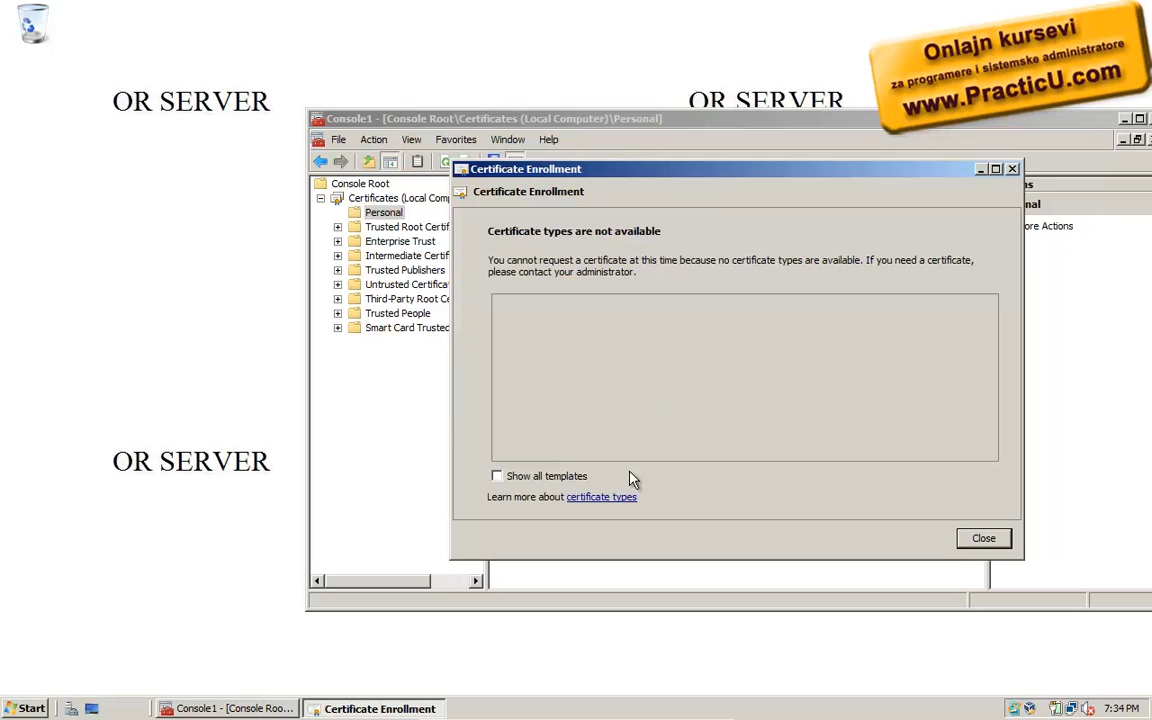 Onlajn kursevi
za programere i sistemske administratore
www.PracticU.com
OR SERVER
OR SERVER
Console1 - [Console Root\Certificates (Local Computer)\Personal]
File Action View Favorites Window Help
Certificate Enrollment
Certificate Enrollment
Console Root
Certificates (Local Comp
Personal
Trusted Root Certif
Enterprise Trust
Intermediate Certif
Trusted Publishers
Untrusted Certifica
Third-Party Root Ce
Trusted People
Smart Card Trusted
Certificate types are not available
You cannot request a certificate at this time because no certificate types are available. If you need a certificate,
please contact your administrator.
Show all templates
Learn more about certificate types
Close
ns
nal
ore Actions
OR SERVER
Start
Console1 - [Console Roo...
Certificate Enrollment
7:34 PM